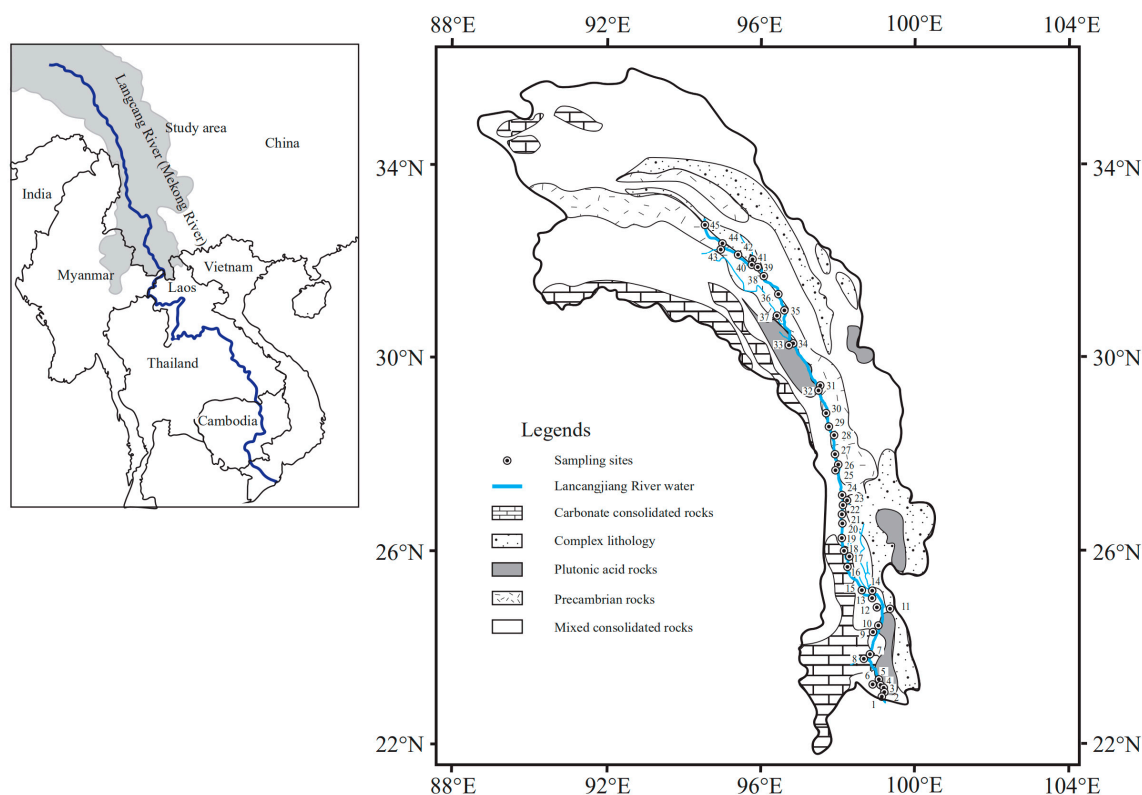 Langcang River (Mekong River)
Study area
China
India
Myanmar
Vietnam
Laos
Thailand
Cambodia
88°E
92°E
96°E
100°E
104°E
34°N
34°N
30°N
30°N
26°N
26°N
22°N
22°N
88°E
92°E
96°E
100°E
104°E
Legends
Sampling sites
Lancangjiang River water
Carbonate consolidated rocks
Complex lithology
Plutonic acid rocks
Precambrian rocks
Mixed consolidated rocks
45
44
43
42
41
40
39
38
36
37
35
33
34
31
32
30
29
28
27
26
25
24
23
22
21
20
19
18
17
16
15
14
13
12
11
10
9
7
8
5
6
4
3
2
1